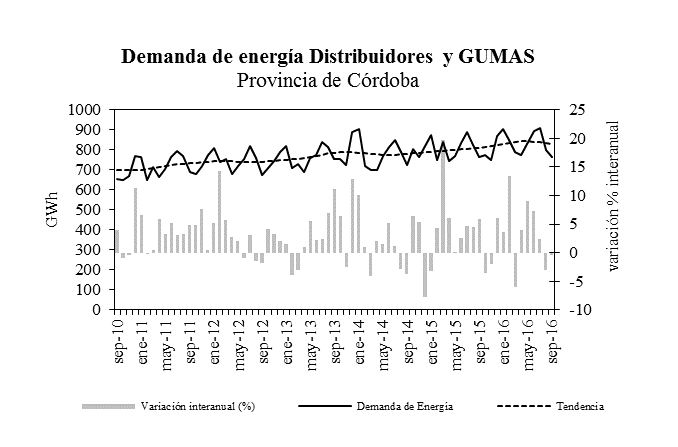 Demanda de energía Distribuidores y GUMAS
Provincia de Córdoba
GWh
1000
900
800
700
600
500
400
300
200
100
0
25
20
15
10
5
0
-5
-10
variación % interanual
sep-10
ene-11
may-11
sep-11
ene-12
may-12
sep-12
ene-13
may-13
sep-13
ene-14
may-14
sep-14
ene-15
may-15
sep-15
ene-16
may-16
sep-16
Variación interanual (%)
Demanda de Energía
Tendencia